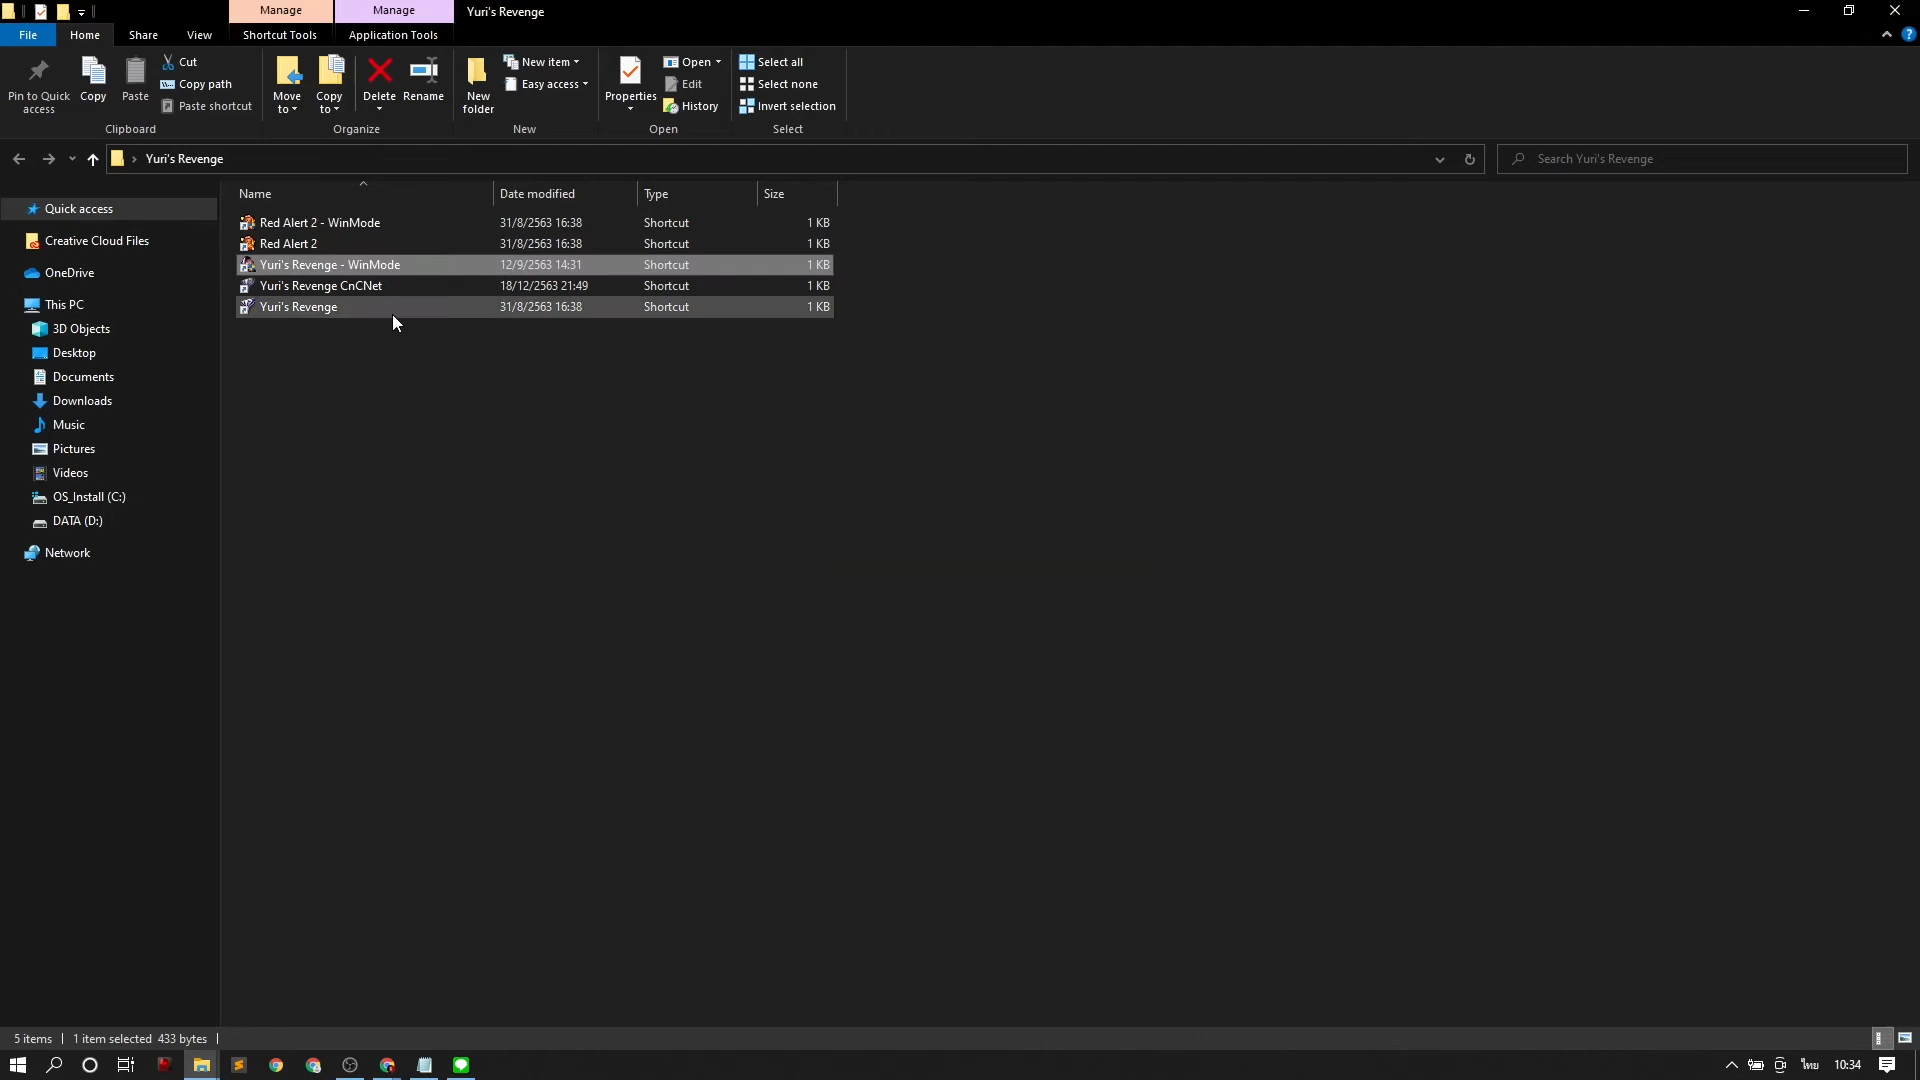 Manage Manage Yuri's Revenge
File Home Share View Shortcut Tools Application Tools
Pin to Quick access
Copy
Paste
Cut
Copy path
Paste shortcut
Clipboard
Move to
Copy to
Delete
Rename
Organize
New folder
New item
Easy access
New
Properties
Open
Edit
History
Open
Select all
Select none
Invert selection
Select
Yuri's Revenge
Search Yuri's Revenge
Quick access
Creative Cloud Files
OneDrive
This PC
3D Objects
Desktop
Documents
Downloads
Music
Pictures
Videos
OS_Install (C:)
DATA (D:)
Network
Name Date modified Type Size
Red Alert 2 - WinMode 31/8/2563 16:38 Shortcut 1 KB
Red Alert 2 31/8/2563 16:38 Shortcut 1 KB
Yuri's Revenge - WinMode 12/9/2563 14:31 Shortcut 1 KB
Yuri's Revenge CnCNet 18/12/2563 21:49 Shortcut 1 KB
Yuri's Revenge 31/8/2563 16:38 Shortcut 1 KB
5 items 1 item selected 433 bytes
ไทย 10:34